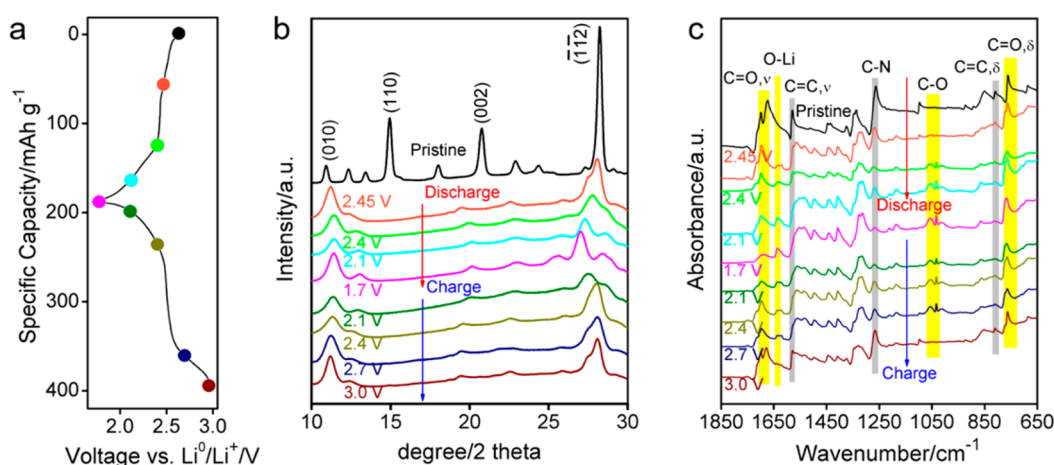 a
Specific Capacity/mAh g⁻¹
0
100
200
300
400
2.0
2.5
3.0
Voltage vs. Li⁰/Li⁺/V
b
Intensity/a.u.
(010)
(110)
(002)
(1̅12)
Pristine
2.45 V
Discharge
2.4 V
2.1 V
1.7 V
Charge
2.1 V
2.4 V
2.7 V
3.0 V
10
15
20
25
30
degree/2 theta
c
Absorbance/a.u.
C=O,ν
O-Li
C=C,ν
Pristine
C-N
C-O
C=C,δ
C=O,δ
2.45 V
2.4 V
Discharge
2.1 V
1.7 V
2.1 V
2.4 V
2.7 V
Charge
3.0 V
1850
1650
1450
1250
1050
850
650
Wavenumber/cm⁻¹